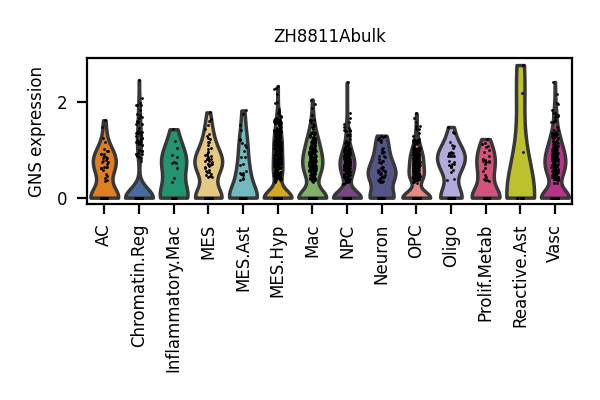 ZH8811Abulk
GNS expression
2
0
AC
Chromatin.Reg
Inflammatory.Mac
MES
MES.Ast
MES.Hyp
Mac
NPC
Neuron
OPC
Oligo
Prolif.Metab
Reactive.Ast
Vasc